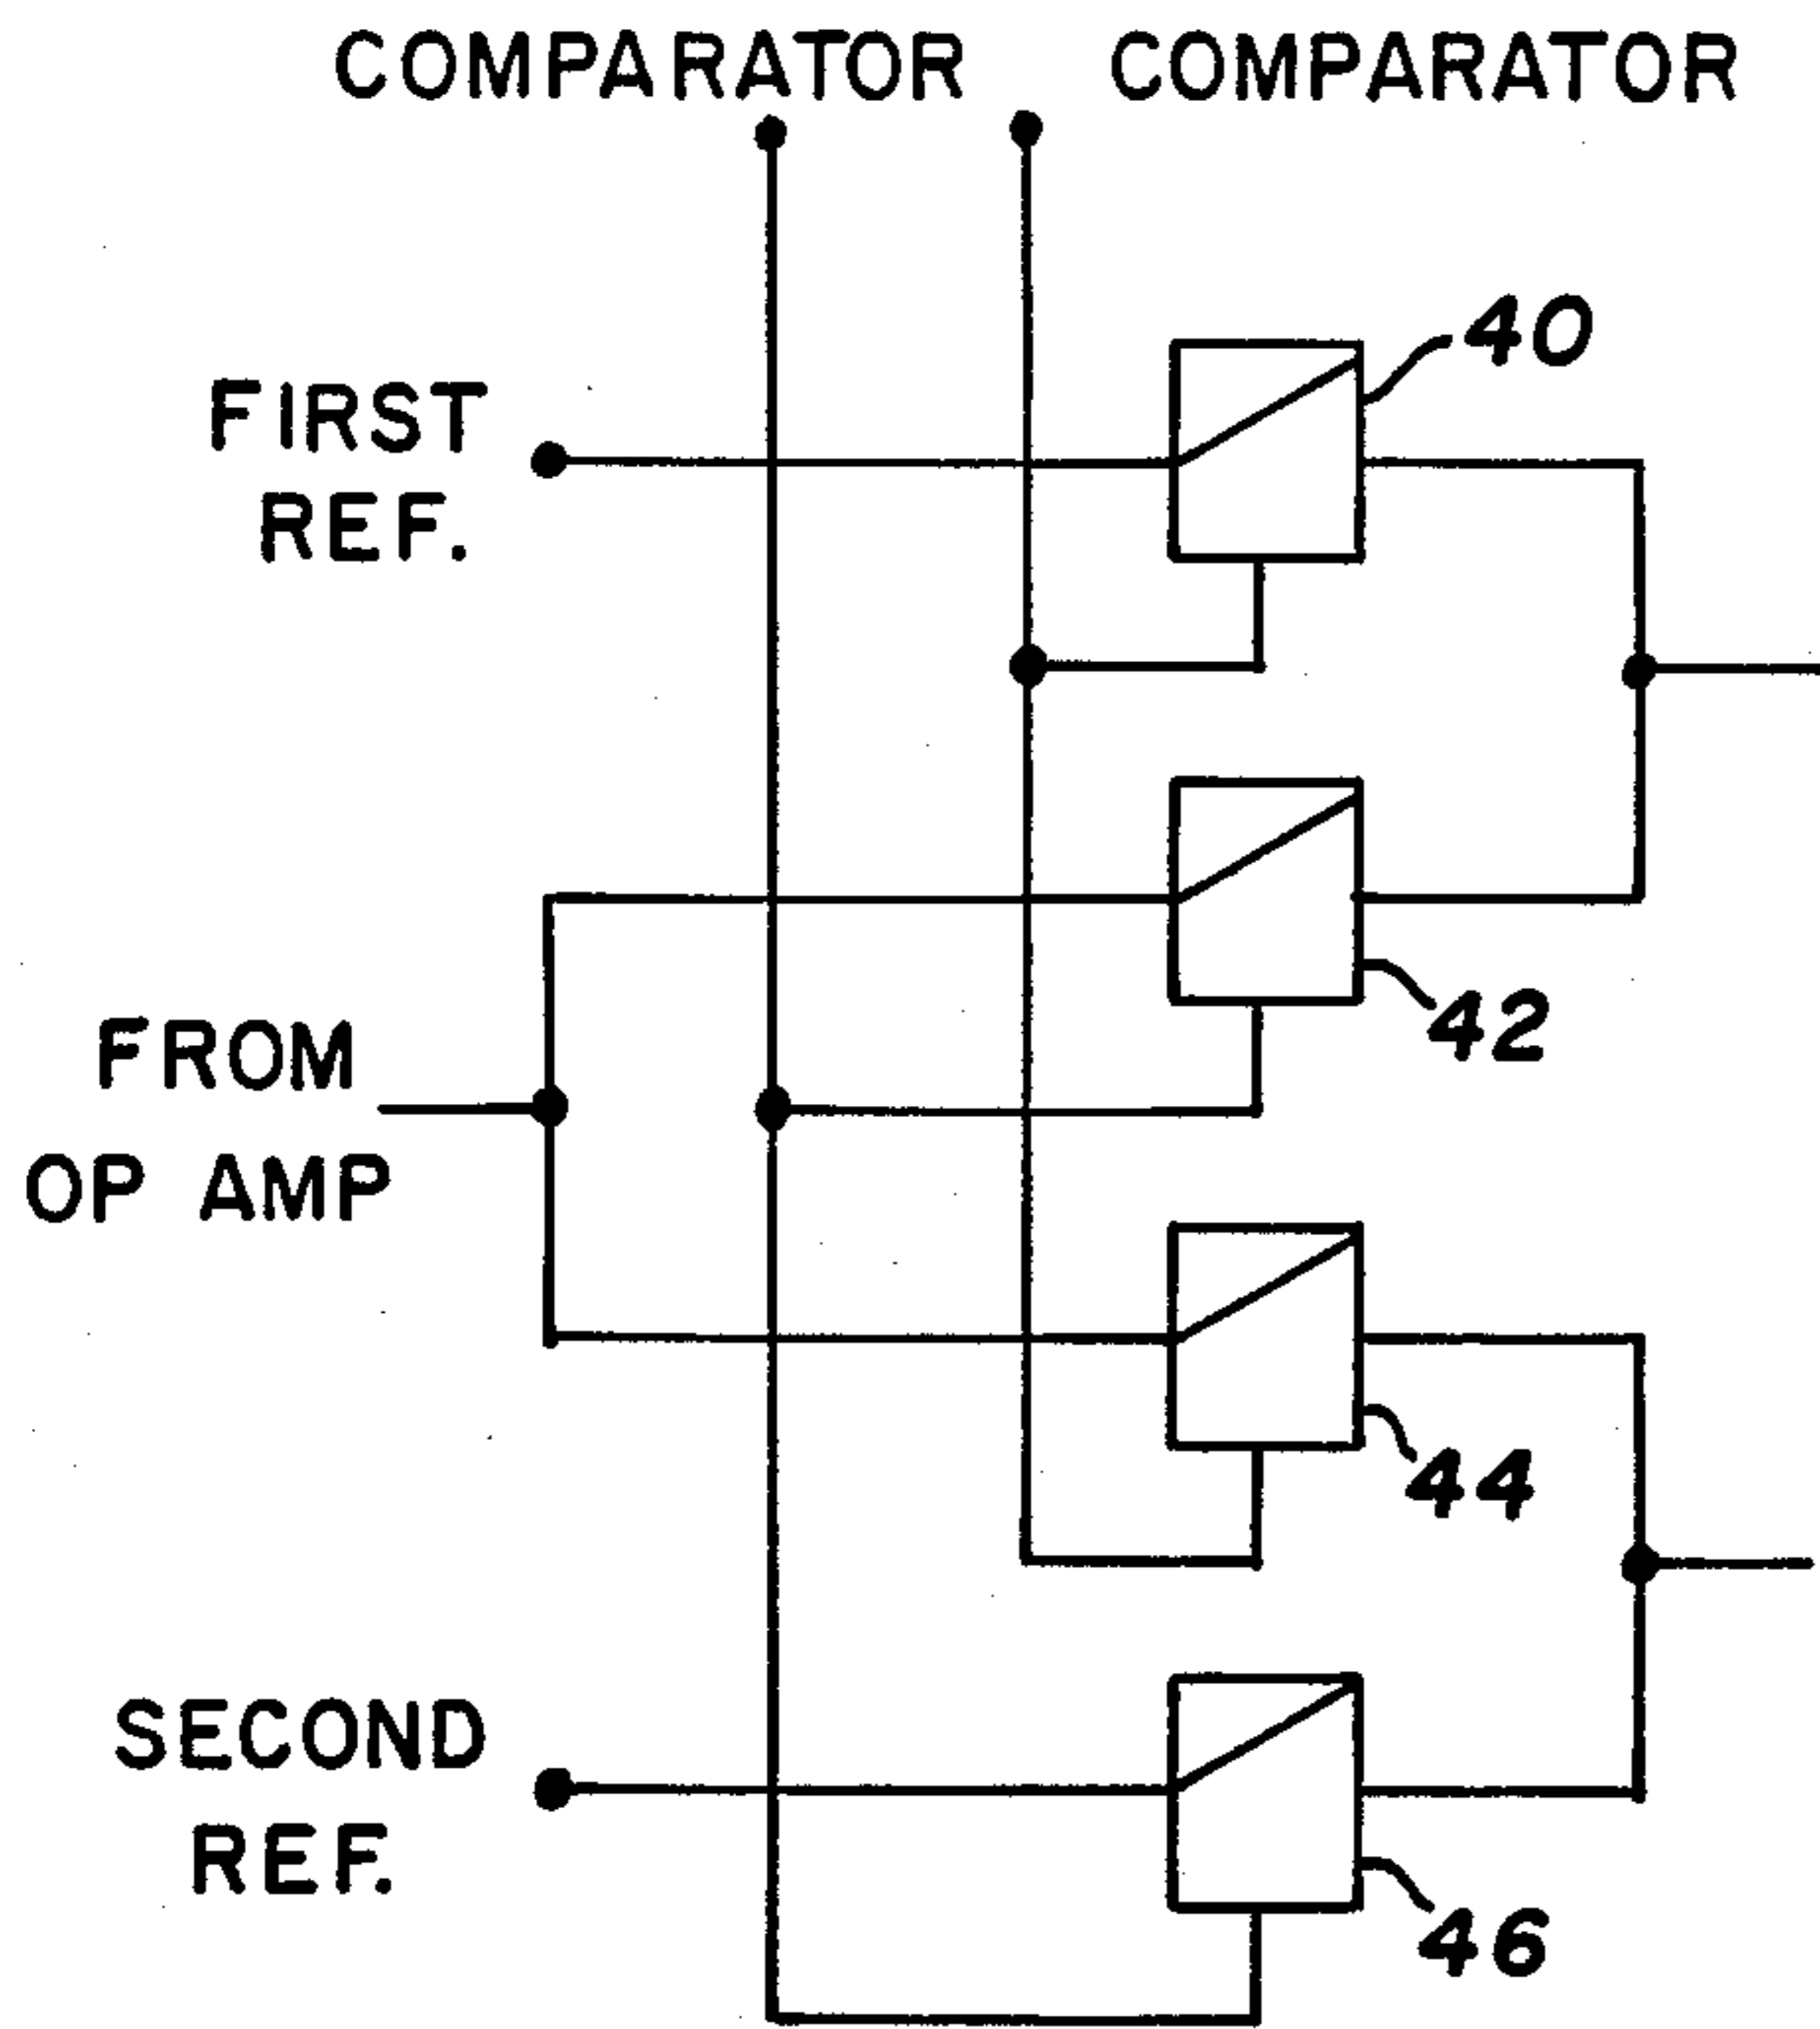 COMPARATOR COMPARATOR
40
FIRST
REF.
42
FROM
OP AMP
44
SECOND
REF.
46